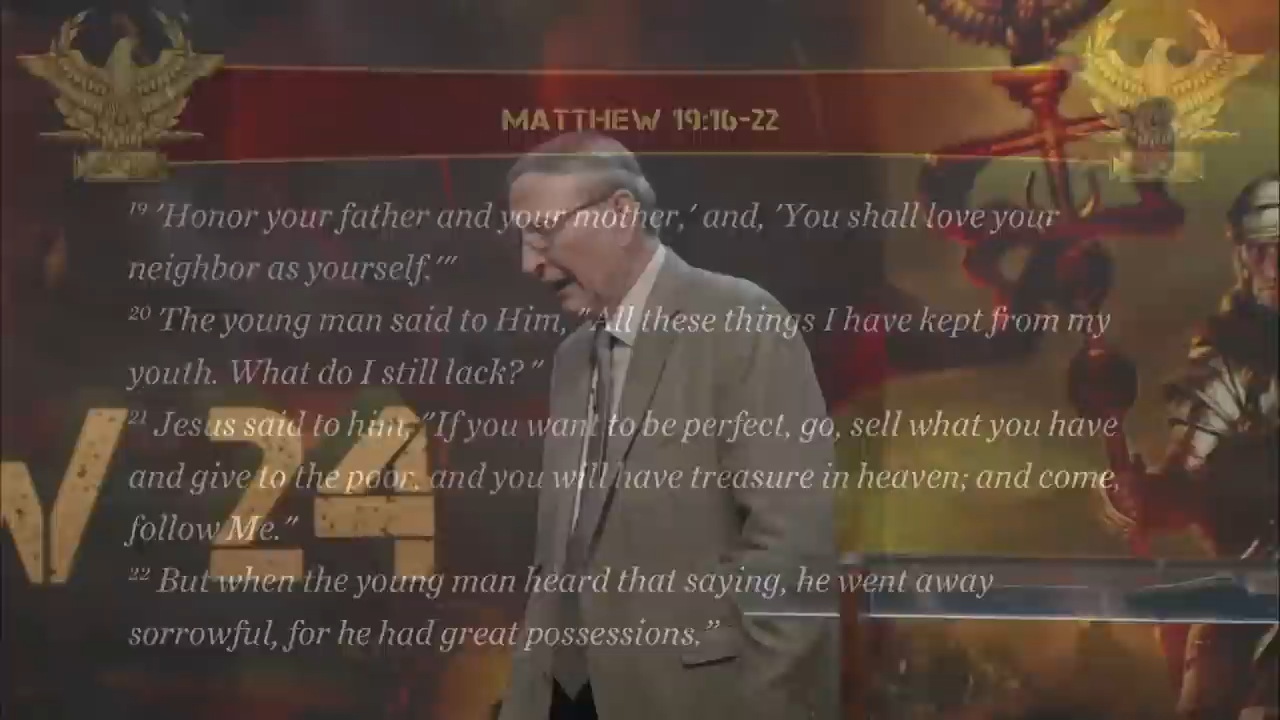 MATTHEW 19:16-22
19 'Honor your father and your mother,' and, 'You shall love your
neighbor as yourself.'"
20 The young man said to Him, "All these things I have kept from my
youth. What do I still lack?"
21 Jesus said to him, "If you want to be perfect, go, sell what you have
and give to the poor, and you will have treasure in heaven; and come,
follow Me."
22 But when the young man heard that saying, he went away
sorrowful, for he had great possessions."
W 24